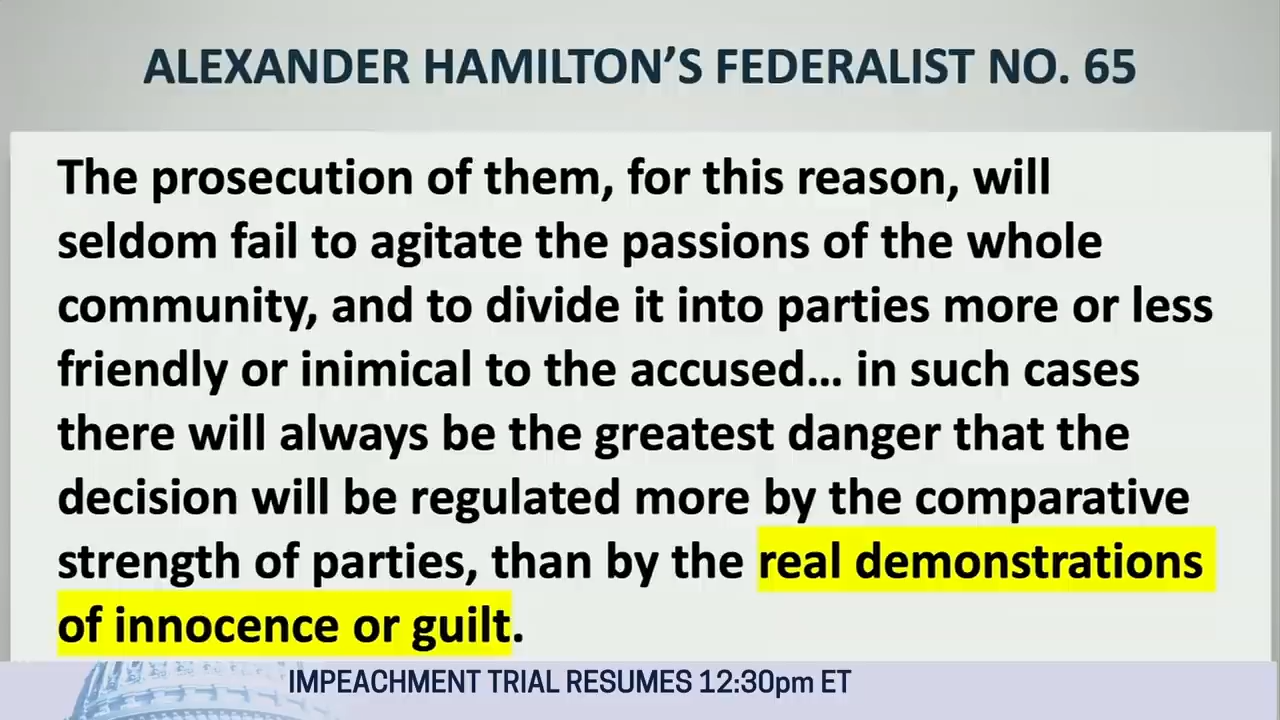 ALEXANDER HAMILTON’S FEDERALIST NO. 65
The prosecution of them, for this reason, will
seldom fail to agitate the passions of the whole
community, and to divide it into parties more or less
friendly or inimical to the accused... in such cases
there will always be the greatest danger that the
decision will be regulated more by the comparative
strength of parties, than by the real demonstrations
of innocence or guilt.
IMPEACHMENT TRIAL RESUMES 12:30pm ET